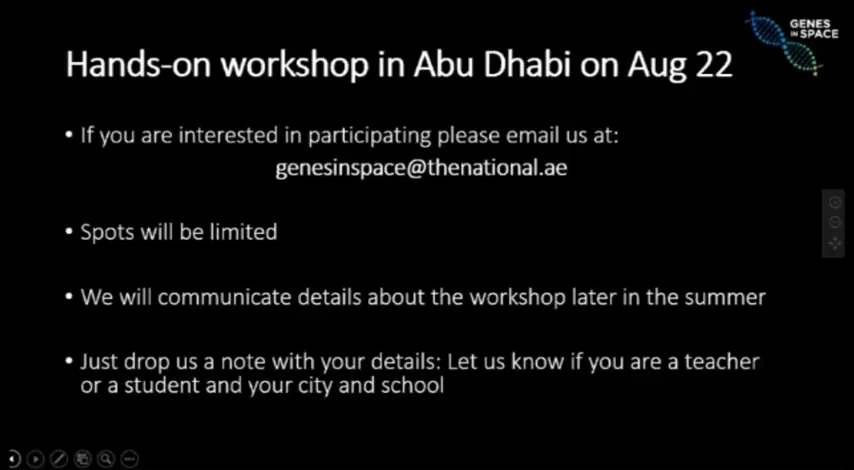 GENES
IN SPACE
Hands-on workshop in Abu Dhabi on Aug 22
• If you are interested in participating please email us at:
genesinspace@thenational.ae
• Spots will be limited
• We will communicate details about the workshop later in the summer
• Just drop us a note with your details: Let us know if you are a teacher
or a student and your city and school